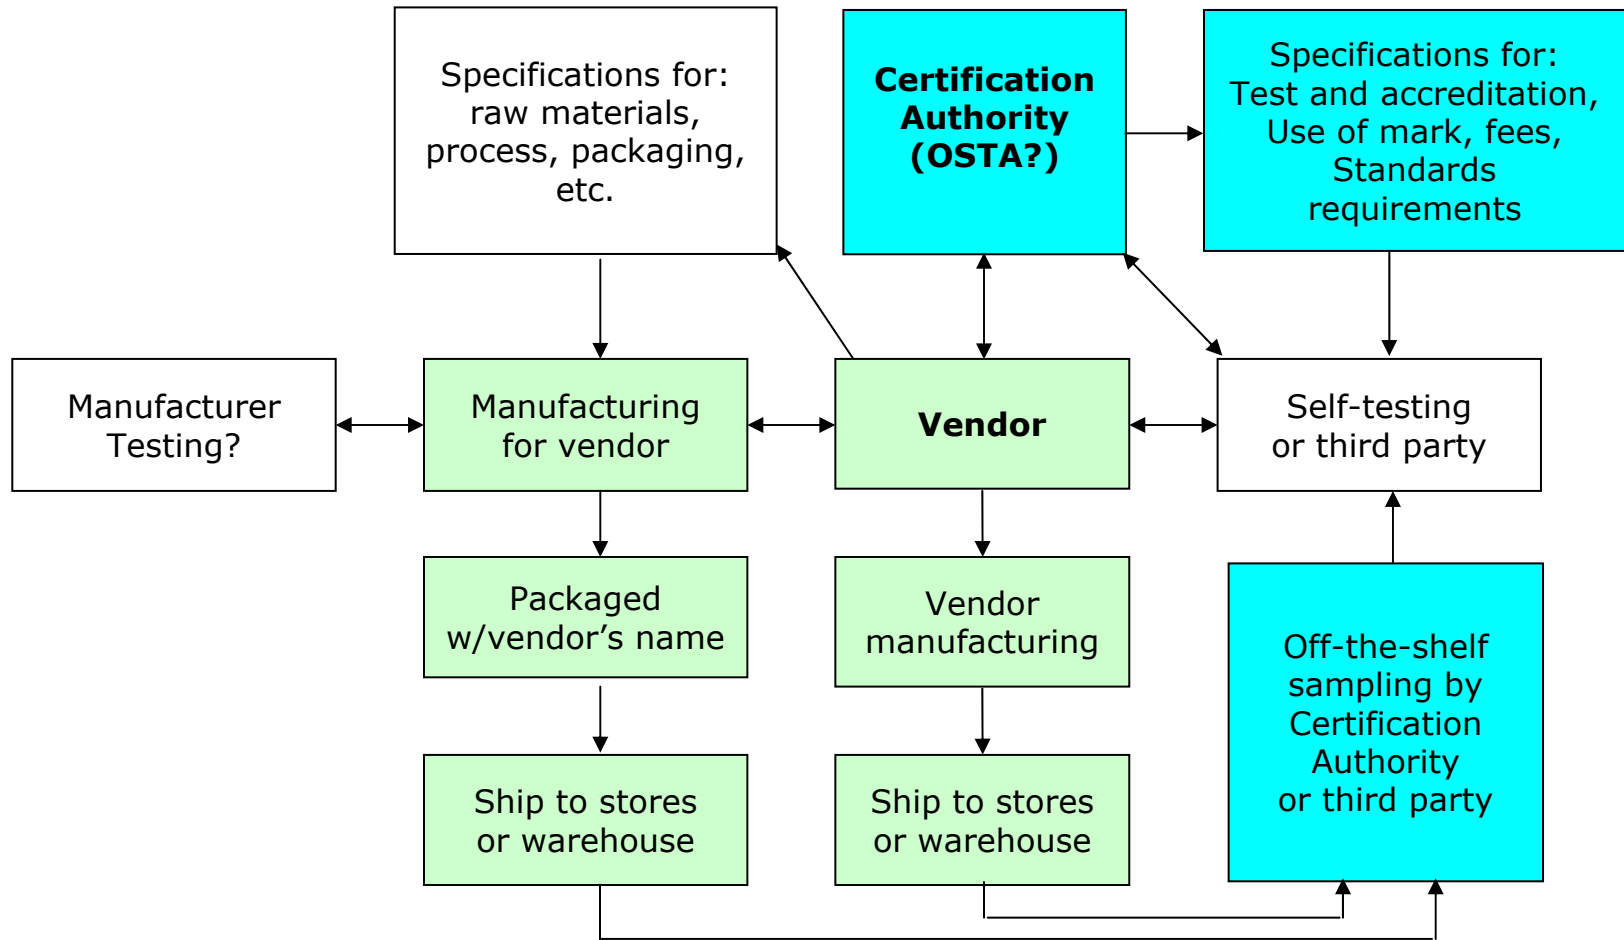 Specifications for:
raw materials,
process, packaging,
etc.
Certification
Authority
(OSTA?)
Specifications for:
Test and accreditation,
Use of mark, fees,
Standards
requirements
Manufacturer
Testing?
Manufacturing
for vendor
Vendor
Self-testing
or third party
Packaged
w/vendor’s name
Vendor
manufacturing
Off-the-shelf
sampling by
Certification
Authority
or third party
Ship to stores
or warehouse
Ship to stores
or warehouse